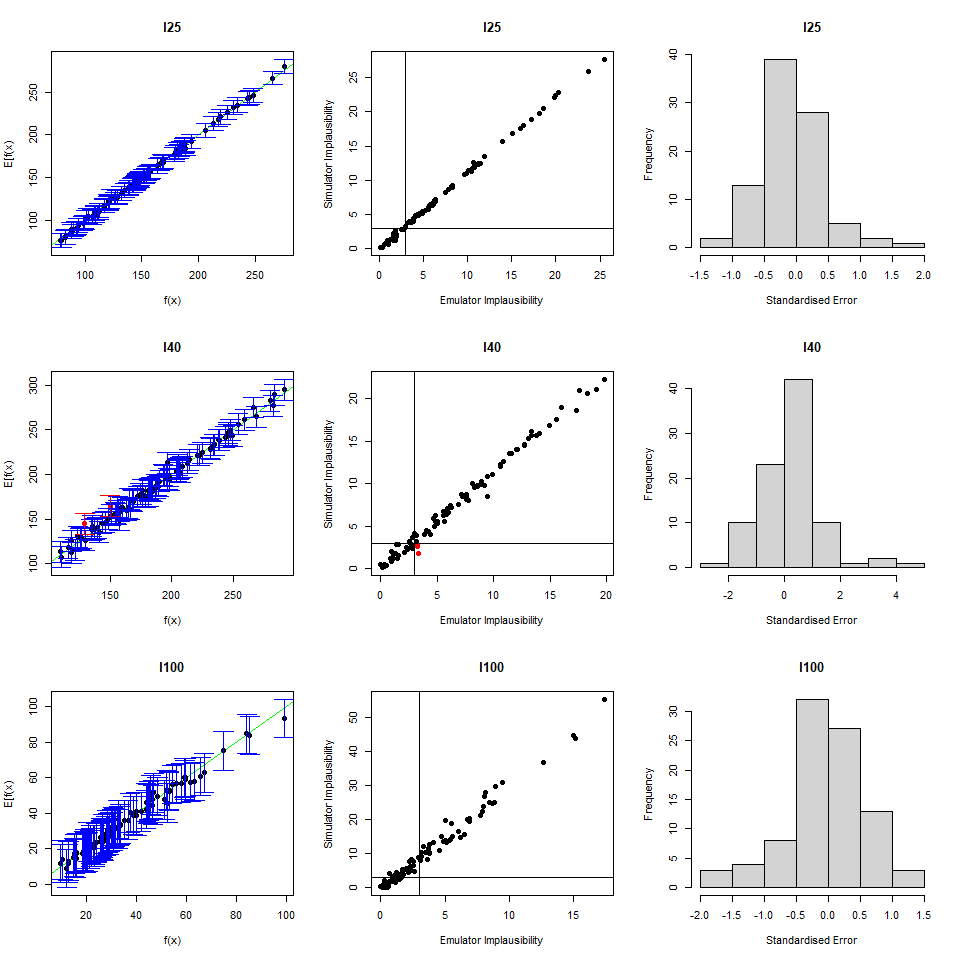 I25
E[f(x)
100 150 200 250
100 150 200 250
f(x)
I25
Simulator Implausibility
0 5 10 15 20 25
0 5 10 15 20 25
Emulator Implausibility
I25
Frequency
0 10 20 30 40
-1.5 -1.0 -0.5 0.0 0.5 1.0 1.5 2.0
Standardised Error
I40
E[f(x)
100 150 200 250 300
150 200 250
f(x)
I40
Simulator Implausibility
0 5 10 15 20
0 5 10 15 20
Emulator Implausibility
I40
Frequency
0 10 20 30 40
-2 0 2 4
Standardised Error
I100
E[f(x)
0 20 40 60 80 100
20 40 60 80 100
f(x)
I100
Simulator Implausibility
0 10 20 30 40 50
0 5 10 15
Emulator Implausibility
I100
Frequency
0 5 10 15 20 25 30
-2.0 -1.5 -1.0 -0.5 0.0 0.5 1.0 1.5
Standardised Error